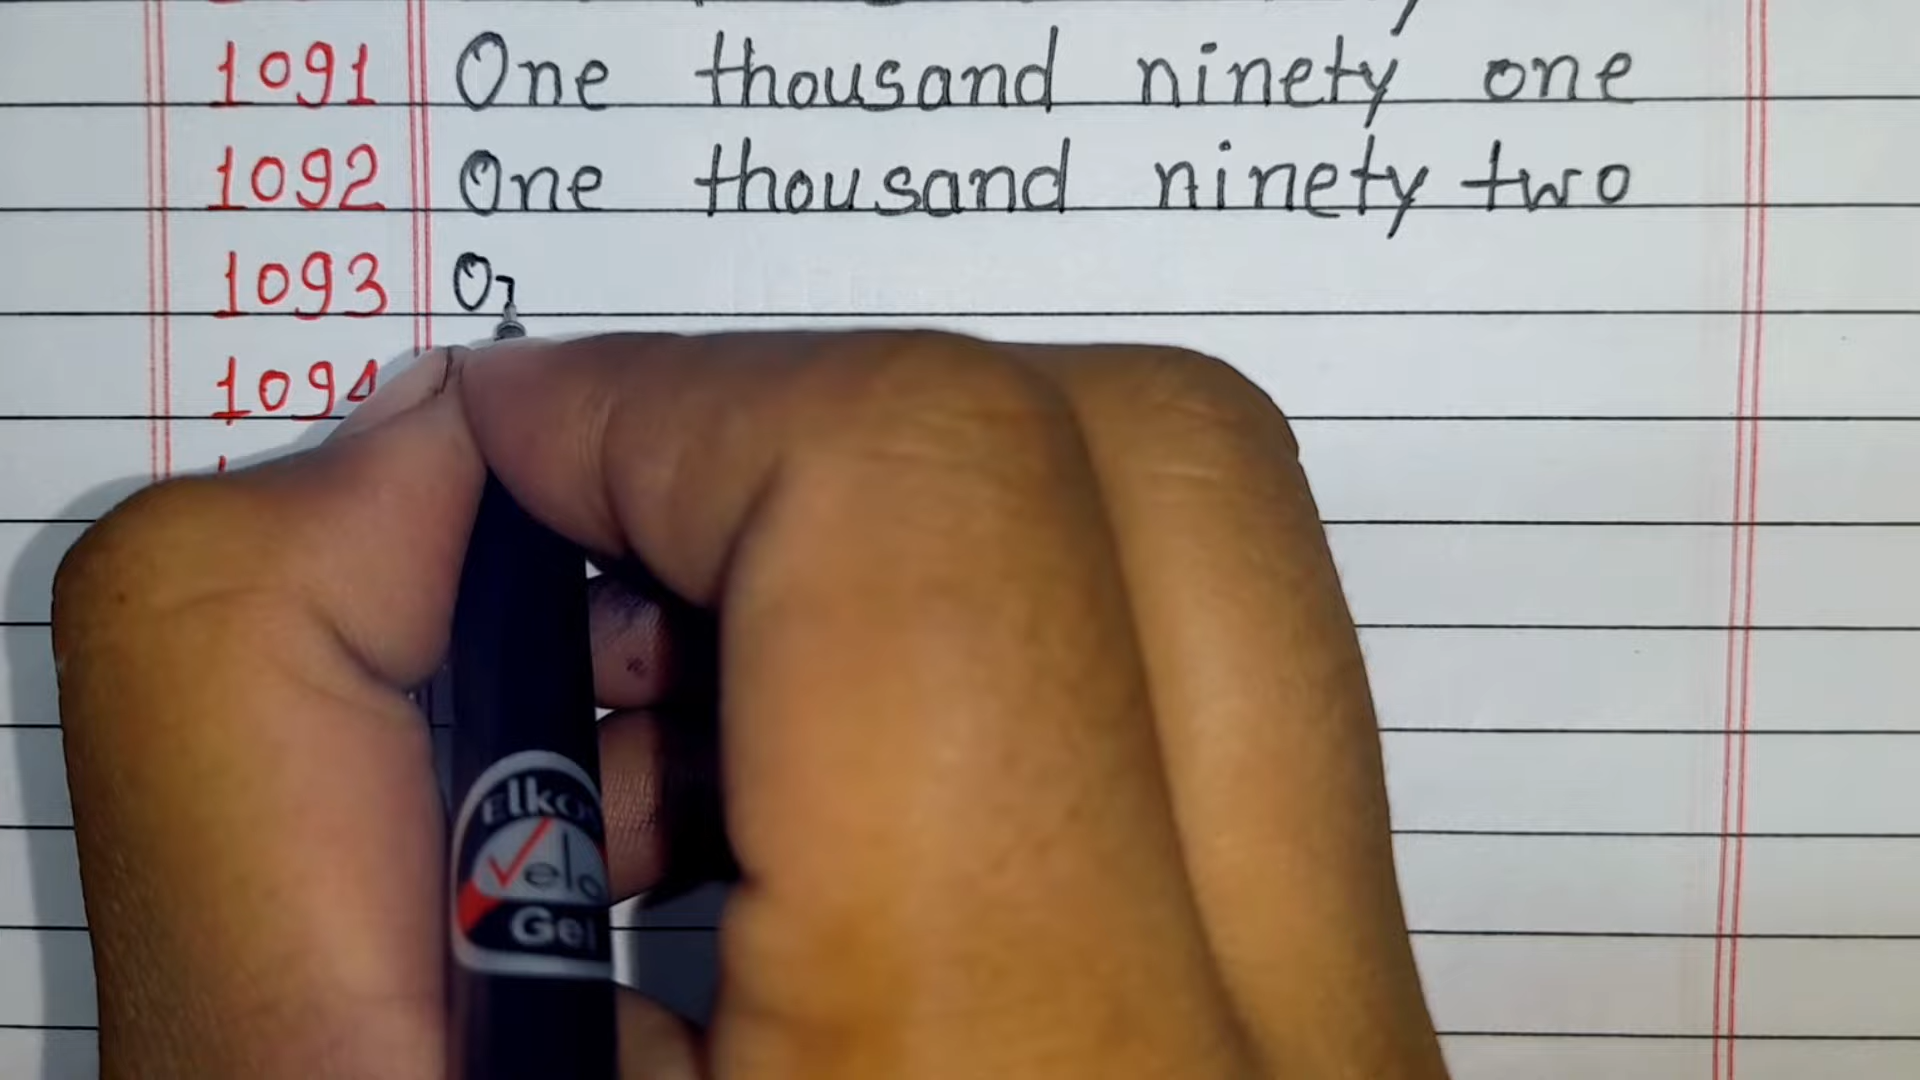 1091 One thousand ninety one
1092 One thousand ninety two
1093 O
1094
Elkos
Velo
Gel